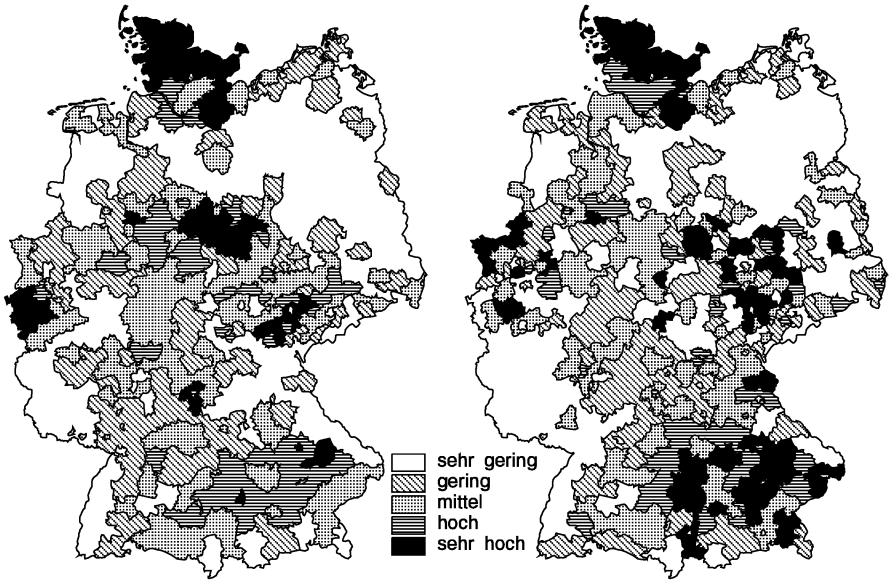 sehr gering
gering
mittel
hoch
sehr hoch